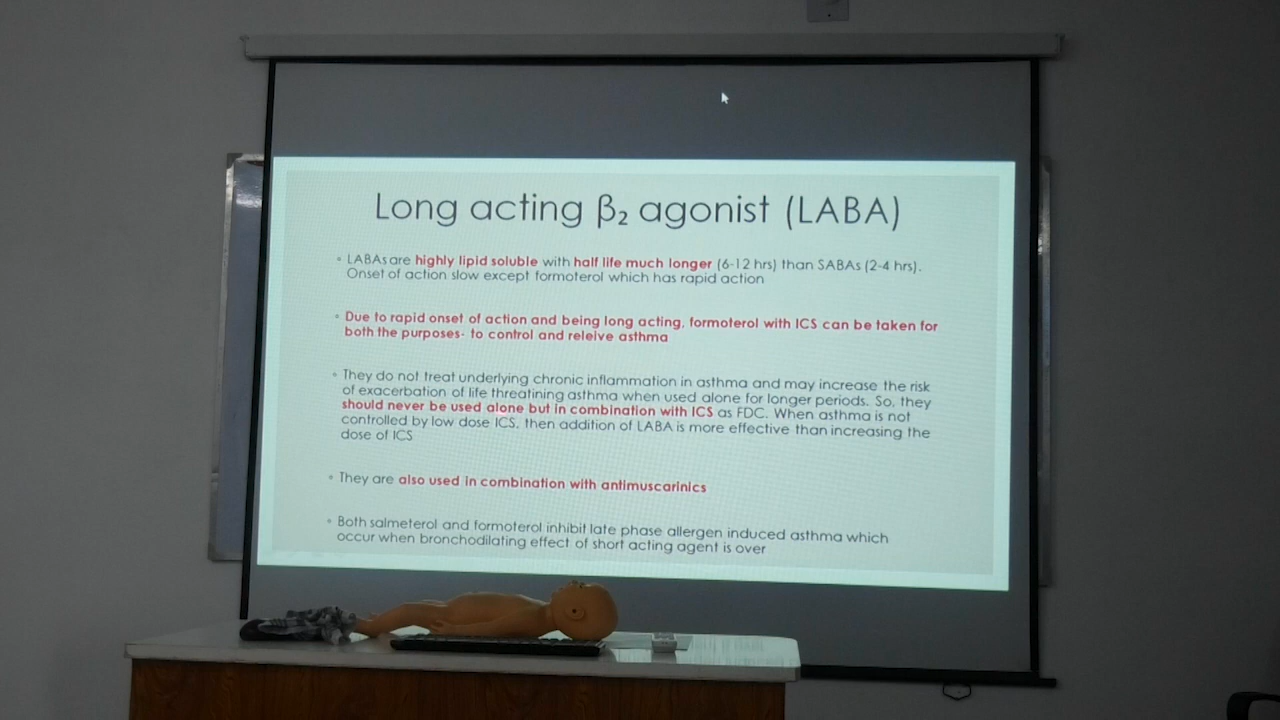 Long acting β₂ agonist (LABA)
• LABAs are highly lipid soluble with half life much longer (6-12 hrs) than SABAs (2-4 hrs).
Onset of action slow except formoterol which has rapid action
• Due to rapid onset of action and being long acting, formoterol with ICS can be taken for
both the purposes- to control and releive asthma
• They do not treat underlying chronic inflammation in asthma and may increase the risk
of exacerbation of life threatining asthma when used alone for longer periods. So, they
should never be used alone but in combination with ICS as FDC. When asthma is not
controlled by low dose ICS, then addition of LABA is more effective than increasing the
dose of ICS
• They are also used in combination with antimuscarinics
• Both salmeterol and formoterol inhibit late phase allergen induced asthma which
occur when bronchodilating effect of short acting agent is over